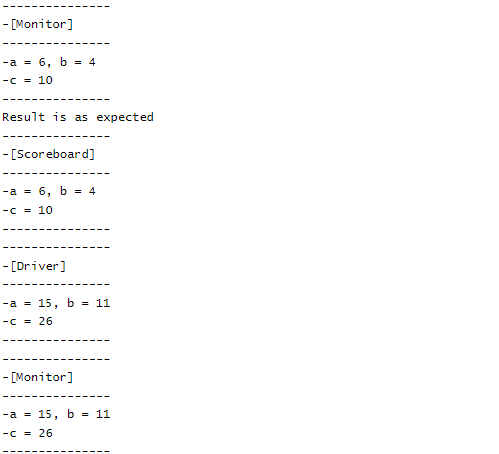 ---------------
-[Monitor]
---------------
-a = 6, b = 4
-c = 10
---------------
Result is as expected
---------------
-[Scoreboard]
---------------
-a = 6, b = 4
-c = 10
---------------
---------------
-[Driver]
---------------
-a = 15, b = 11
-c = 26
---------------
---------------
-[Monitor]
---------------
-a = 15, b = 11
-c = 26
---------------